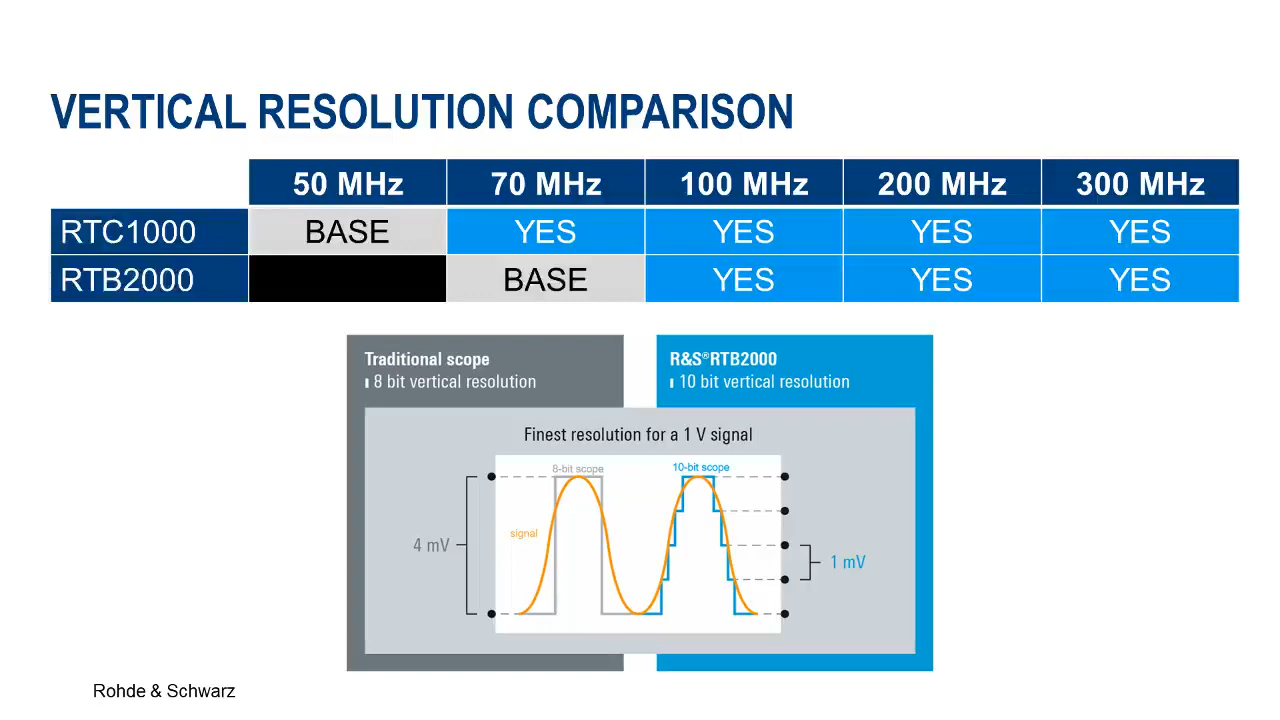 VERTICAL RESOLUTION COMPARISON
50 MHz 70 MHz 100 MHz 200 MHz 300 MHz
RTC1000 BASE YES YES YES YES
RTB2000 BASE YES YES YES
Traditional scope
8 bit vertical resolution
R&S®RTB2000
10 bit vertical resolution
Finest resolution for a 1 V signal
8-bit scope
10-bit scope
signal
4 mV
1 mV
Rohde & Schwarz